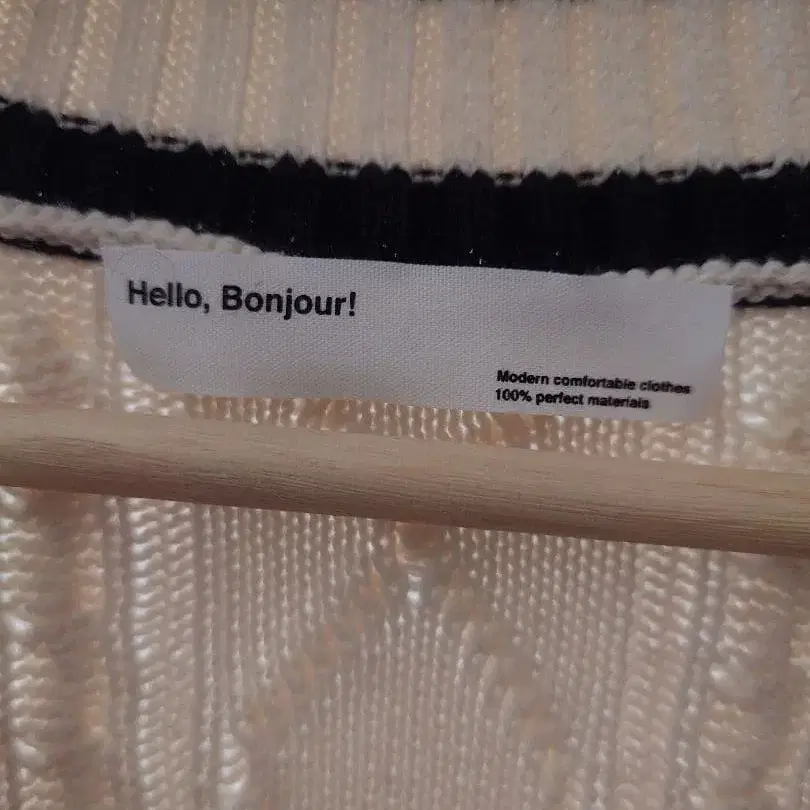 Hello, Bonjour!
Modern comfortable clothes
100% perfect materials